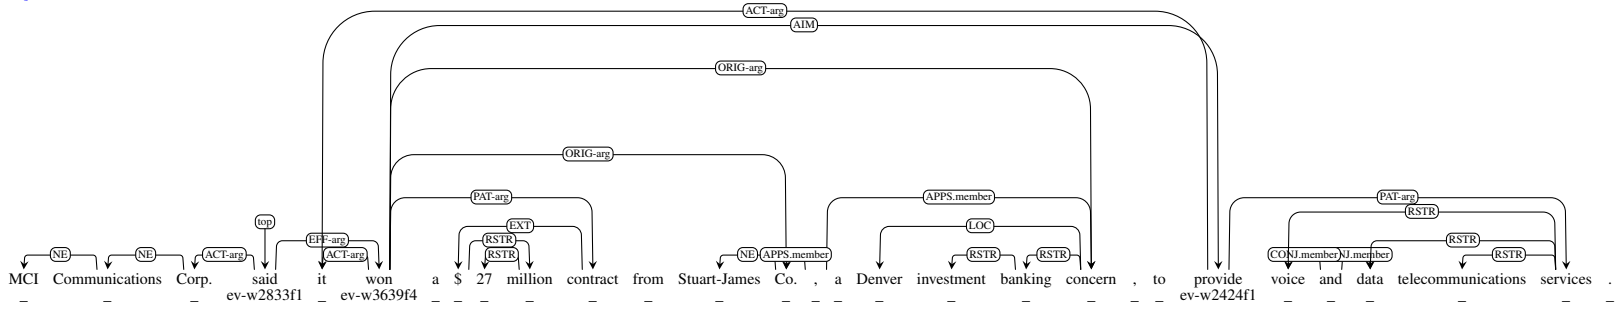 ACT-arg
AIM
ORIG-arg
ORIG-arg
PAT-arg APPS.member PAT-arg
top EXT LOC RSTR
EFF-arg RSTR RSTR
NE NE ACT-arg ACT-arg RSTR NE APPS.member RSTR RSTR CONJ.member NJ.member RSTR
MCI Communications Corp. said it won a $ 27 million contract from Stuart-James Co. , a Denver investment banking concern , to provide voice and data telecommunications services .
_ _ _ ev-w2833f1 _ ev-w3639f4 _ _ _ _ _ _ _ _ _ _ _ _ _ _ _ _ ev-w2424f1 _ _ _ _ _ _